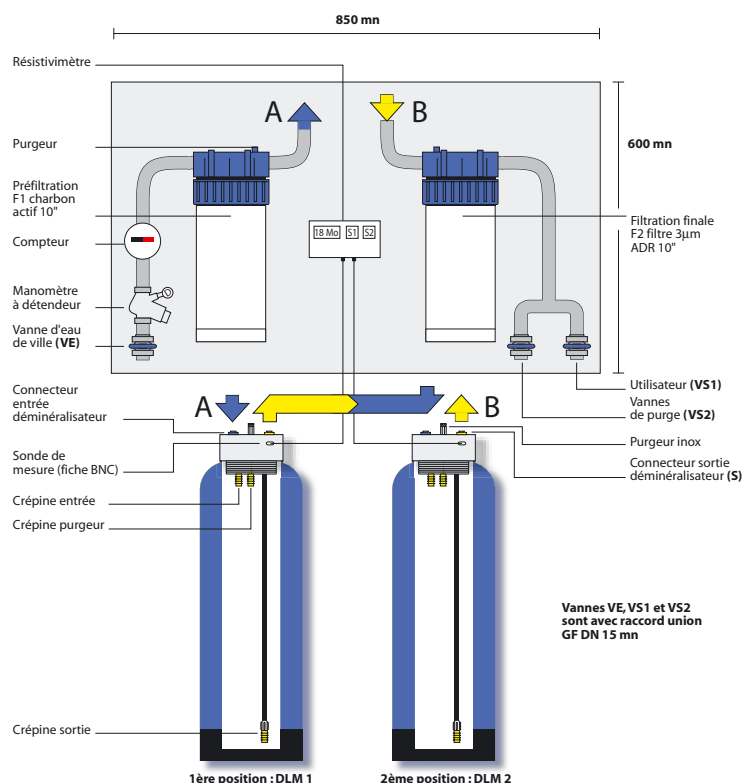 850 mn
Résistivimètre
A
B
Purgeur
600 mn
Préfiltration
F1 charbon
actif 10"
Filtration finale
F2 filtre 3µm
ADR 10"
18 Mo
S1
S2
Compteur
Manomètre
à détendeur
Vanne d'eau
de ville (VE)
Utilisateur (VS1)
Vannes
de purge (VS2)
Connecteur
entrée
déminéralisateur
A
B
Purgeur inox
Sonde de
mesure (fiche BNC)
Connecteur sortie
déminéralisateur (S)
Crépine entrée
Crépine purgeur
Vannes VE, VS1 et VS2
sont avec raccord union
GF DN 15 mn
Crépine sortie
1ère position : DLM 1
2ème position : DLM 2